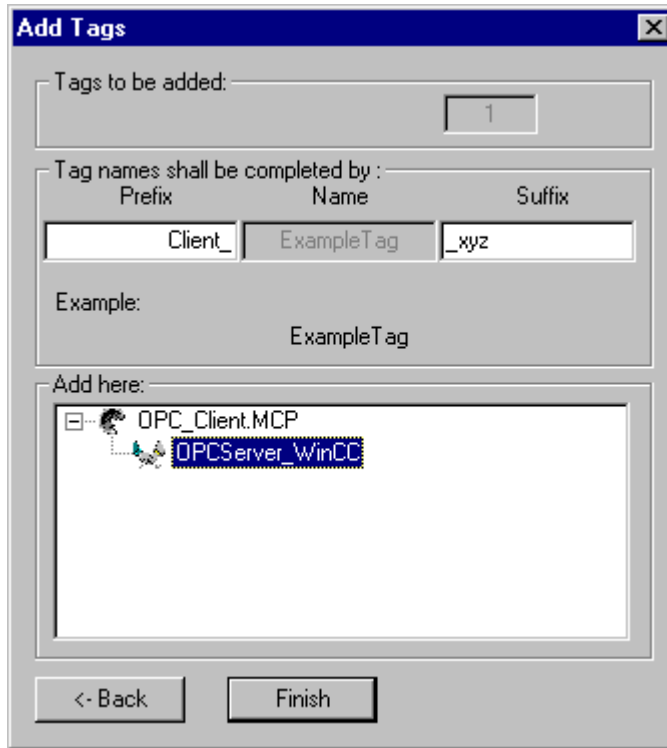 Add Tags
Tags to be added:
1
Tag names shall be completed by :
Prefix Name Suffix
Client_ ExampleTag _xyz
Example:
ExampleTag
Add here:
OPC_Client.MCP
OPCServer_WinCC
<- Back Finish